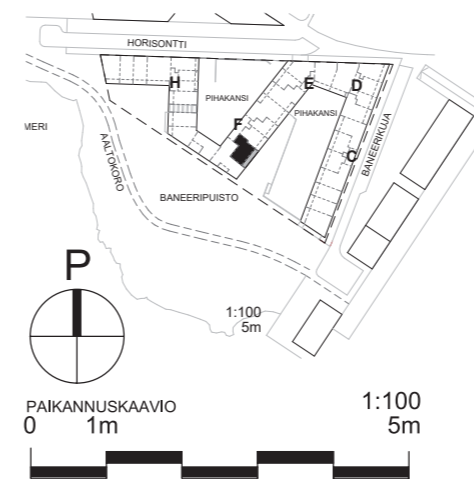 HORISONTTI
H
E
D
PIHAKANSI
PIHAKANSI
F
MERI
AALTOKORO
C
BANEERIKUJA
BANEERIPUISTO
P
1:100
5m
PAIKANNUSKAAVIO
1:100
0 1m 5m